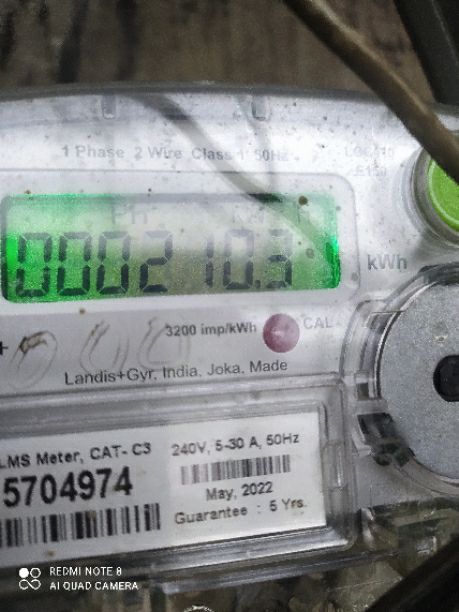 1 Phase 2 Wire Class 1 50Hz
Ph
000210.3 kWh
3200 imp/kWh CAL
Landis+Gyr, India, Joka, Made
LMS Meter, CAT- C3
5704974
240V, 5-30 A, 50Hz
May, 2022
Guarantee : 5 Yrs.
REDMI NOTE 8
AI QUAD CAMERA